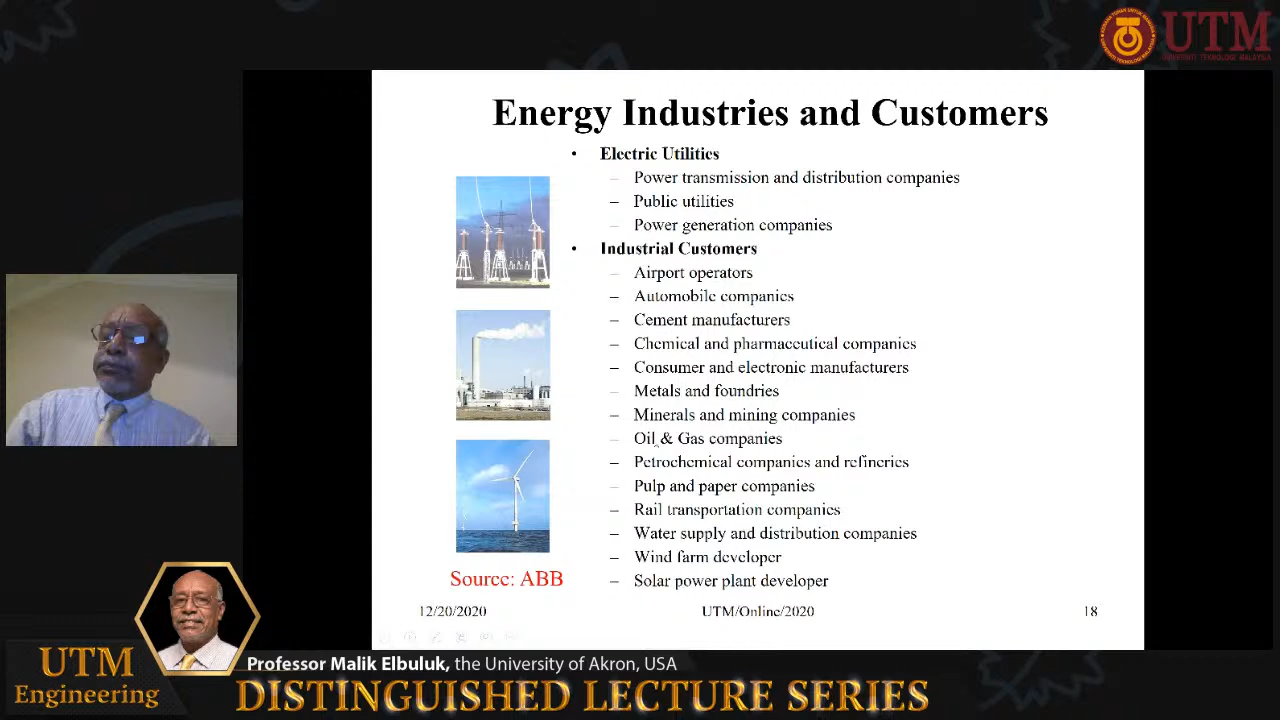 UTM
UNIVERSITI TEKNOLOGI MALAYSIA
Energy Industries and Customers
• Electric Utilities
– Power transmission and distribution companies
– Public utilities
– Power generation companies
• Industrial Customers
– Airport operators
– Automobile companies
– Cement manufacturers
– Chemical and pharmaceutical companies
– Consumer and electronic manufacturers
– Metals and foundries
– Minerals and mining companies
– Oil & Gas companies
– Petrochemical companies and refineries
– Pulp and paper companies
– Rail transportation companies
– Water supply and distribution companies
– Wind farm developer
– Solar power plant developer
Source: ABB
12/20/2020
UTM/Online/2020
18
UTM
Engineering
Professor Malik Elbuluk, the University of Akron, USA
DISTINGUISHED LECTURE SERIES